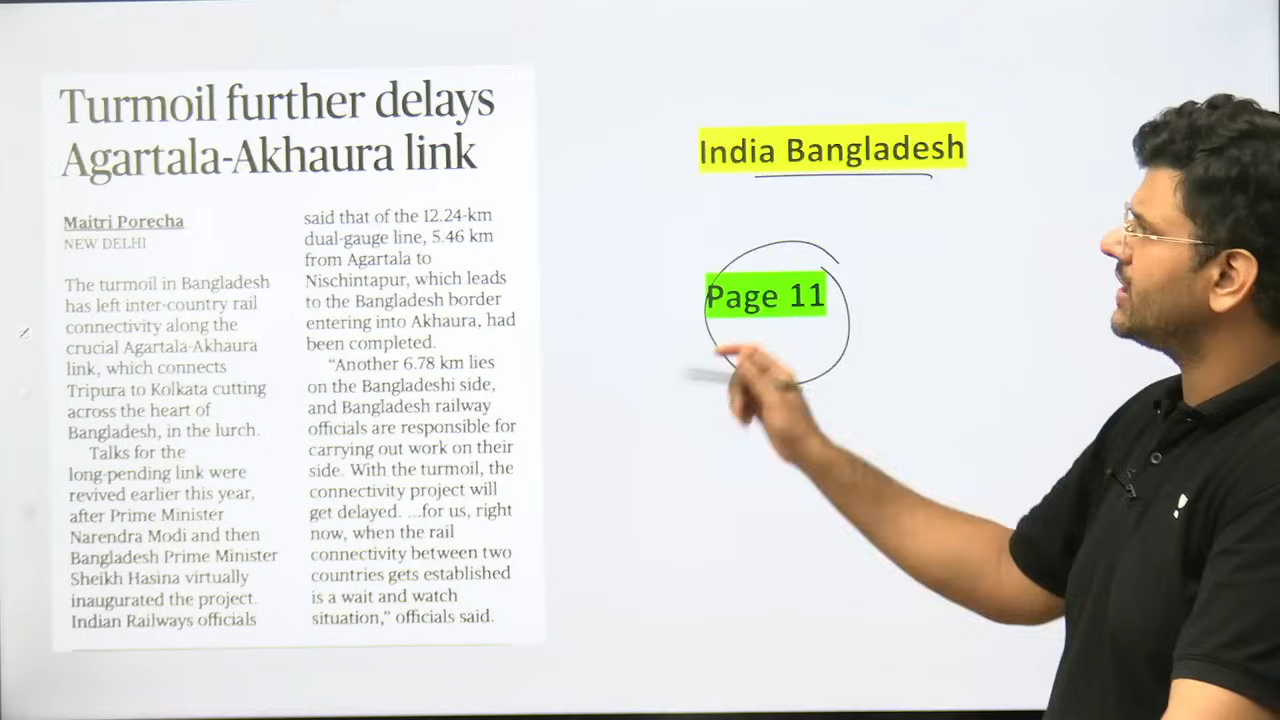 Turmoil further delays
Agartala-Akhaura link
Maitri Porecha
NEW DELHI
The turmoil in Bangladesh
has left inter-country rail
connectivity along the
crucial Agartala-Akhaura
link, which connects
Tripura to Kolkata cutting
across the heart of
Bangladesh, in the lurch.
Talks for the
long-pending link were
revived earlier this year,
after Prime Minister
Narendra Modi and then
Bangladesh Prime Minister
Sheikh Hasina virtually
inaugurated the project.
Indian Railways officials
said that of the 12.24-km
dual-gauge line, 5.46 km
from Agartala to
Nischintapur, which leads
to the Bangladesh border
entering into Akhaura, had
been completed.
“Another 6.78 km lies
on the Bangladeshi side,
and Bangladesh railway
officials are responsible for
carrying out work on their
side. With the turmoil, the
connectivity project will
get delayed. ...for us, right
now, when the rail
connectivity between two
countries gets established
is a wait and watch
situation,” officials said.
India Bangladesh
Page 11